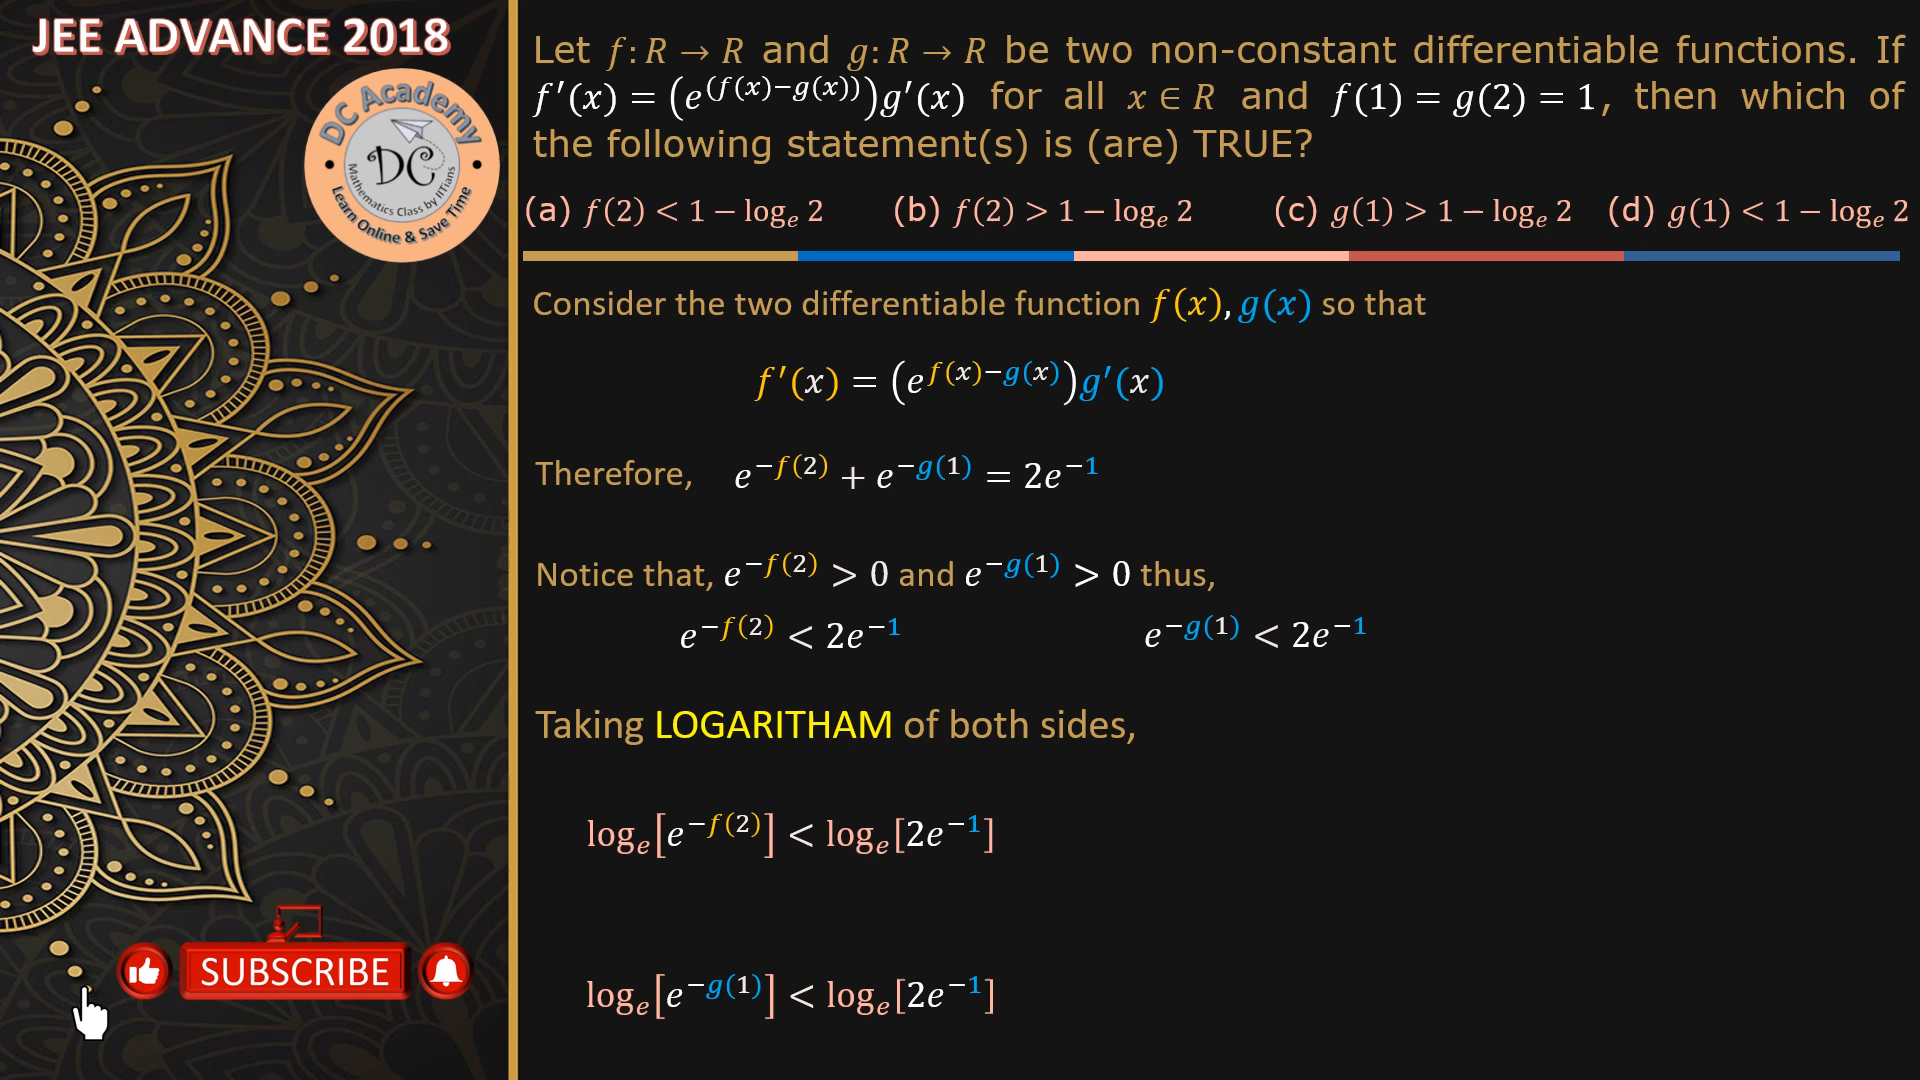 JEE ADVANCE 2018
DC Academy
DC
Mathematics Class by IITians
Learn Online & Save Time
Let f: R → R and g: R → R be two non-constant differentiable functions. If
f′(x) = (e^(f(x)−g(x)))g′(x) for all x ∈ R and f(1) = g(2) = 1, then which of
the following statement(s) is (are) TRUE?
(a) f(2) < 1 − logₑ 2 (b) f(2) > 1 − logₑ 2 (c) g(1) > 1 − logₑ 2 (d) g(1) < 1 − logₑ 2
Consider the two differentiable function f(x), g(x) so that
f′(x) = (e^{f(x)−g(x)})g′(x)
Therefore, e^{−f(2)} + e^{−g(1)} = 2e^{−1}
Notice that, e^{−f(2)} > 0 and e^{−g(1)} > 0 thus,
e^{−f(2)} < 2e^{−1} e^{−g(1)} < 2e^{−1}
Taking LOGARITHAM of both sides,
logₑ[e^{−f(2)}] < logₑ[2e^{−1}]
logₑ[e^{−g(1)}] < logₑ[2e^{−1}]
SUBSCRIBE